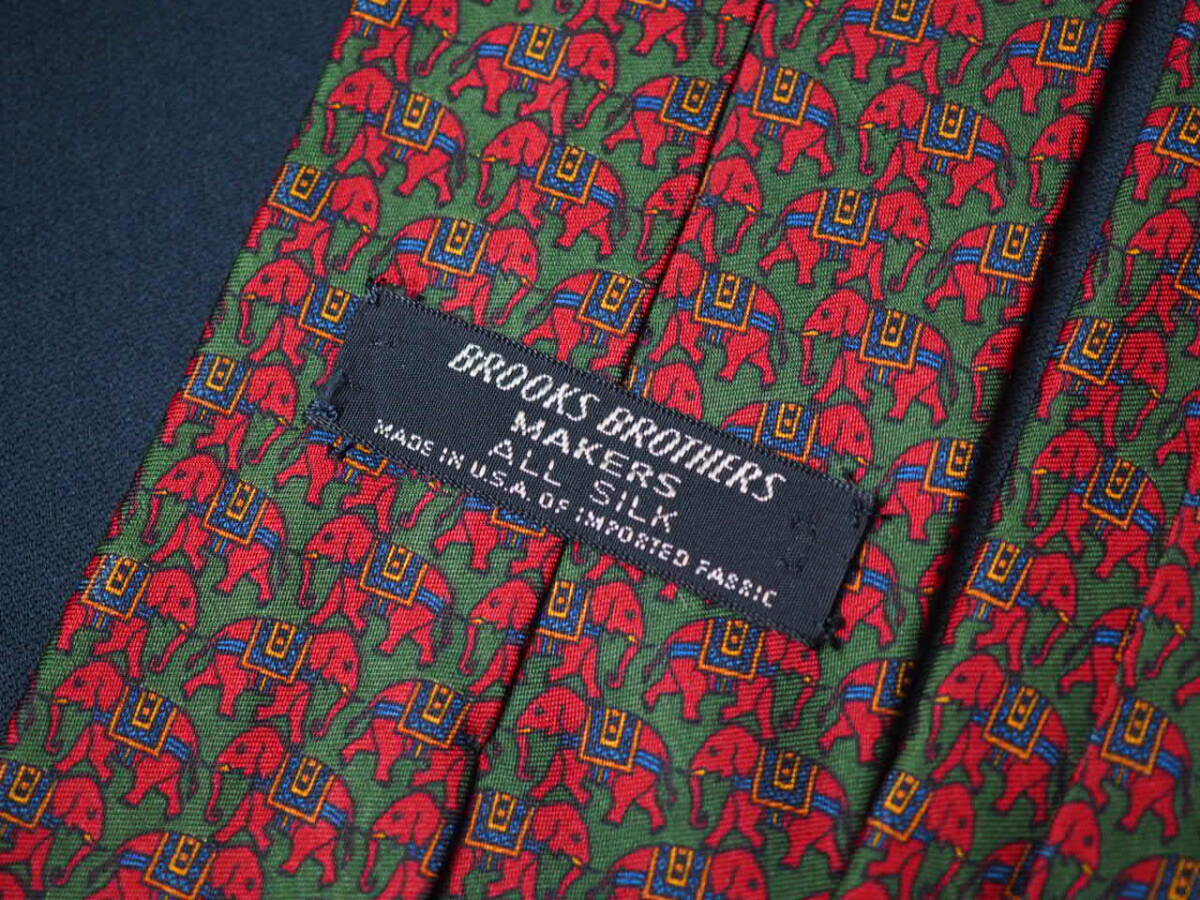 BROOKS BROTHERS
MAKERS
ALL SILK
MADE IN U.S.A. OF IMPORTED FABRIC